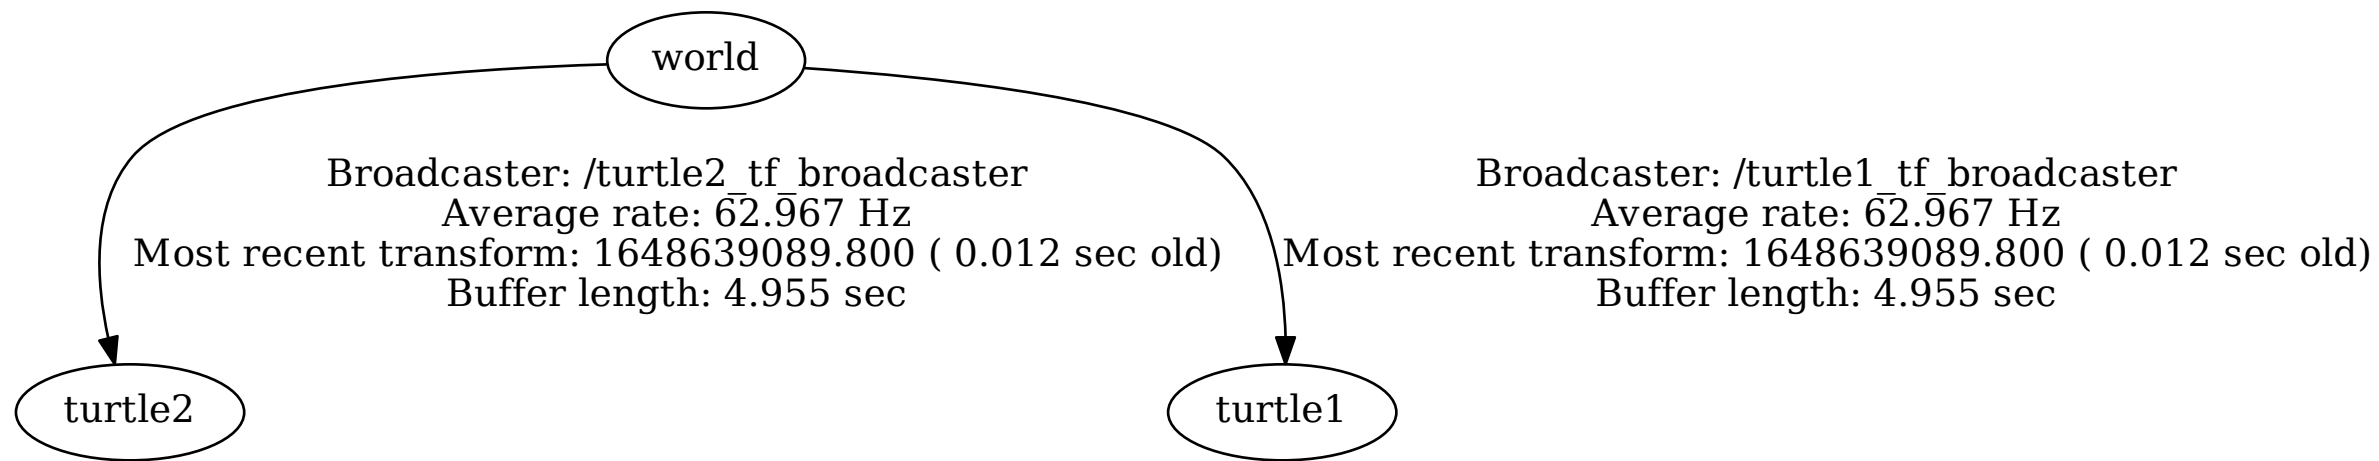 world
Broadcaster: /turtle2_tf_broadcaster
Average rate: 62.967 Hz
Most recent transform: 1648639089.800 ( 0.012 sec old)
Buffer length: 4.955 sec
Broadcaster: /turtle1_tf_broadcaster
Average rate: 62.967 Hz
Most recent transform: 1648639089.800 ( 0.012 sec old)
Buffer length: 4.955 sec
turtle2
turtle1